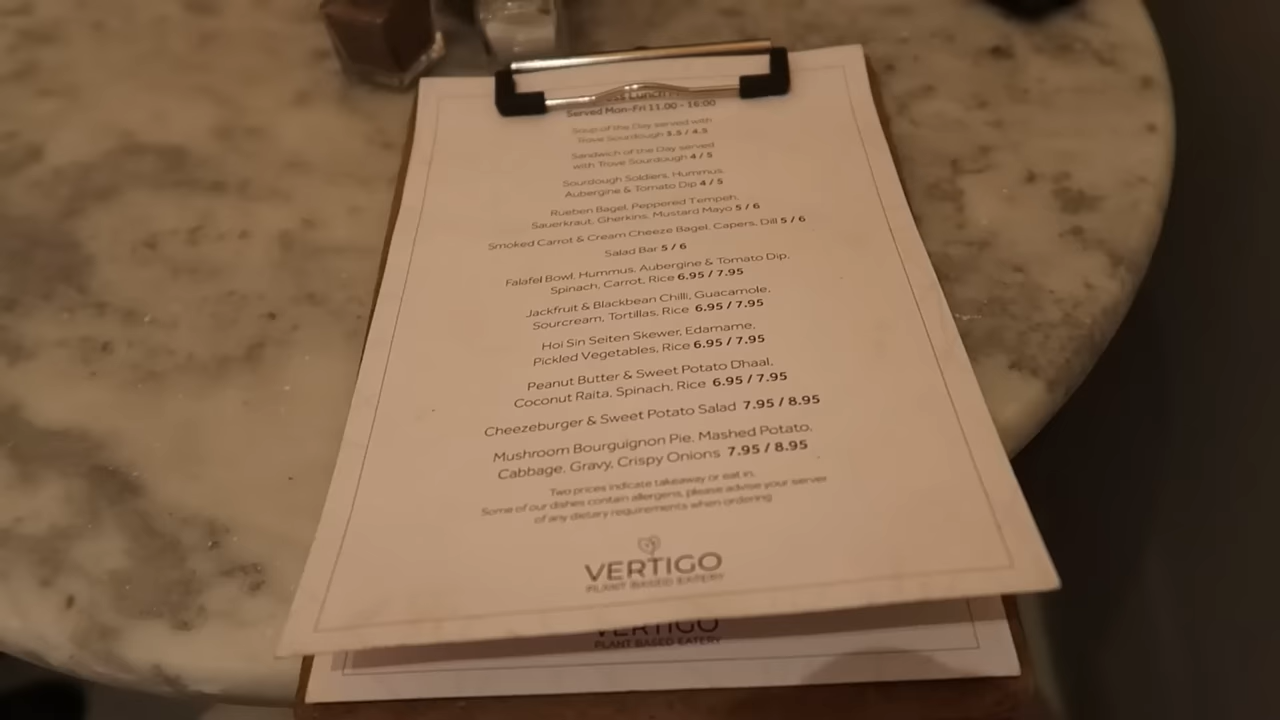 Lunch
Served Mon-Fri 11.00 - 16:00
Soup of the Day served with
Trove Sourdough 3.5 / 4.5
Sandwich of the Day served
with Trove Sourdough 4 / 5
Sourdough Soldiers, Hummus,
Aubergine & Tomato Dip 4 / 5
Rueben Bagel, Peppered Tempeh,
Sauerkraut, Gherkins, Mustard Mayo 5 / 6
Smoked Carrot & Cream Cheeze Bagel, Capers, Dill 5 / 6
Salad Bar 5 / 6
Falafel Bowl, Hummus, Aubergine & Tomato Dip,
Spinach, Carrot, Rice 6.95 / 7.95
Jackfruit & Blackbean Chilli, Guacamole,
Sourcream, Tortillas, Rice 6.95 / 7.95
Hoi Sin Seiten Skewer, Edamame,
Pickled Vegetables, Rice 6.95 / 7.95
Peanut Butter & Sweet Potato D'haal,
Coconut Raita, Spinach, Rice 6.95 / 7.95
Cheezeburger & Sweet Potato Salad 7.95 / 8.95
Mushroom Bourguignon Pie, Mashed Potato,
Cabbage, Gravy, Crispy Onions 7.95 / 8.95
Two prices indicate takeaway or eat in.
Some of our dishes contain allergens, please advise your server
of any dietary requirements when ordering
VERTIGO
PLANT BASED EATERY
VERTIGO
PLANT BASED EATERY